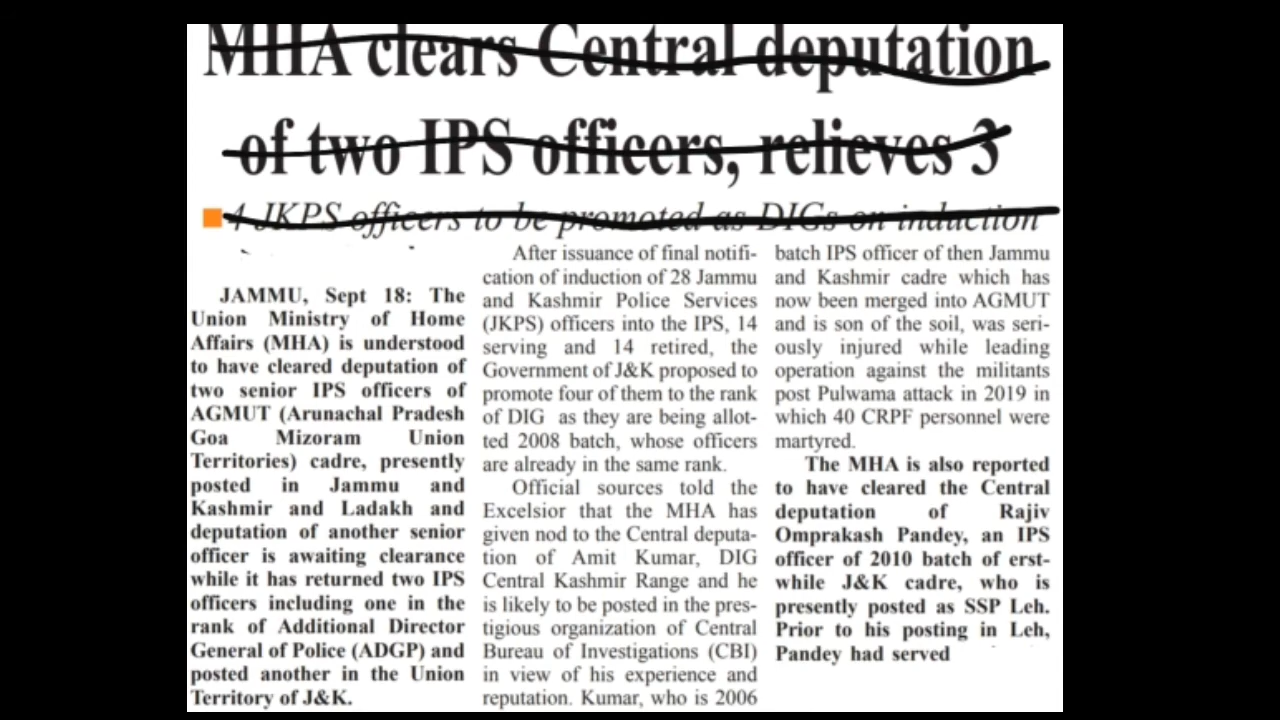 MHA clears Central deputation
of two IPS officers, relieves 3
4 JKPS officers to be promoted as DIGs on induction
JAMMU, Sept 18: The
Union Ministry of Home
Affairs (MHA) is understood
to have cleared deputation of
two senior IPS officers of
AGMUT (Arunachal Pradesh
Goa Mizoram Union
Territories) cadre, presently
posted in Jammu and
Kashmir and Ladakh and
deputation of another senior
officer is awaiting clearance
while it has returned two IPS
officers including one in the
rank of Additional Director
General of Police (ADGP) and
posted another in the Union
Territory of J&K.
After issuance of final notifi-
cation of induction of 28 Jammu
and Kashmir Police Services
(JKPS) officers into the IPS, 14
serving and 14 retired, the
Government of J&K proposed to
promote four of them to the rank
of DIG as they are being allot-
ted 2008 batch, whose officers
are already in the same rank.
Official sources told the
Excelsior that the MHA has
given nod to the Central deputa-
tion of Amit Kumar, DIG
Central Kashmir Range and he
is likely to be posted in the pres-
tigious organization of Central
Bureau of Investigations (CBI)
in view of his experience and
reputation. Kumar, who is 2006
batch IPS officer of then Jammu
and Kashmir cadre which has
now been merged into AGMUT
and is son of the soil, was seri-
ously injured while leading
operation against the militants
post Pulwama attack in 2019 in
which 40 CRPF personnel were
martyred.
The MHA is also reported
to have cleared the Central
deputation of Rajiv
Omprakash Pandey, an IPS
officer of 2010 batch of erst-
while J&K cadre, who is
presently posted as SSP Leh.
Prior to his posting in Leh,
Pandey had served